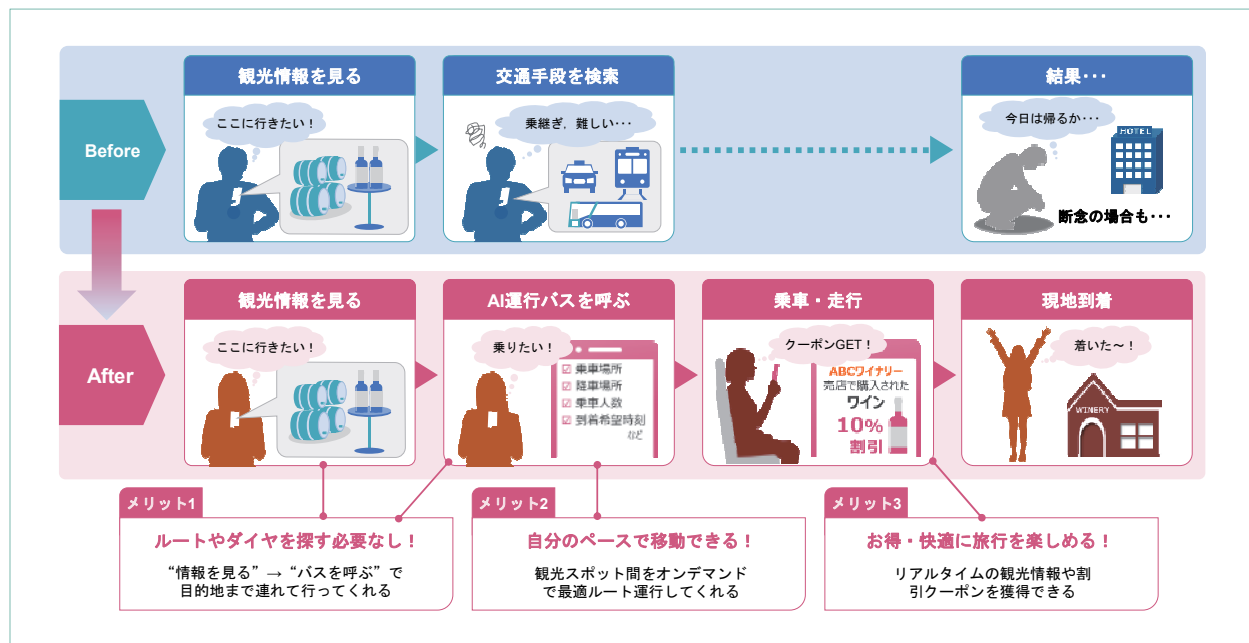 観光情報を見る
交通手段を検索
結果･･･
Before
ここに行きたい！
乗継ぎ，難しい･･･
今日は帰るか･･･
HOTEL
断念の場合も･･･
観光情報を見る
AI運行バスを呼ぶ
乗車・走行
現地到着
After
ここに行きたい！
乗りたい！
☑ 乗車場所
☑ 降車場所
☑ 乗車人数
☑ 到着希望時刻
など
クーポンGET！
ABCワイナリー
売店で購入された
ワイン
10%
割引
着いた～！
WINERY
メリット1
ルートやダイヤを探す必要なし！
“情報を見る” → “バスを呼ぶ” で
目的地まで連れて行ってくれる
メリット2
自分のペースで移動できる！
観光スポット間をオンデマンド
で最適ルート運行してくれる
メリット3
お得・快適に旅行を楽しめる！
リアルタイムの観光情報や割
引クーポンを獲得できる